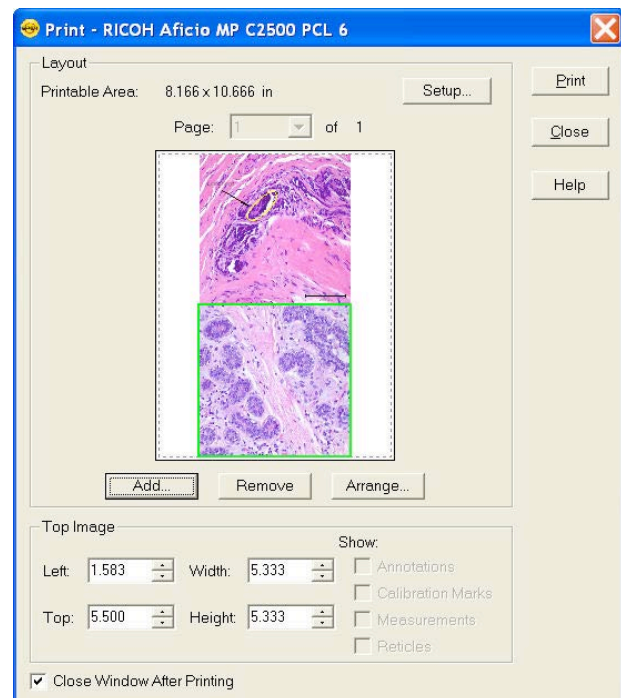 Print - RICOH Aficio MP C2500 PCL 6
Layout
Printable Area: 8.166 x 10.666 in
Setup...
Page: 1 of 1
Print
Close
Help
Add...
Remove
Arrange...
Top Image
Show:
Left: 1.583 Width: 5.333
Annotations
Calibration Marks
Top: 5.500 Height: 5.333
Measurements
Reticles
Close Window After Printing